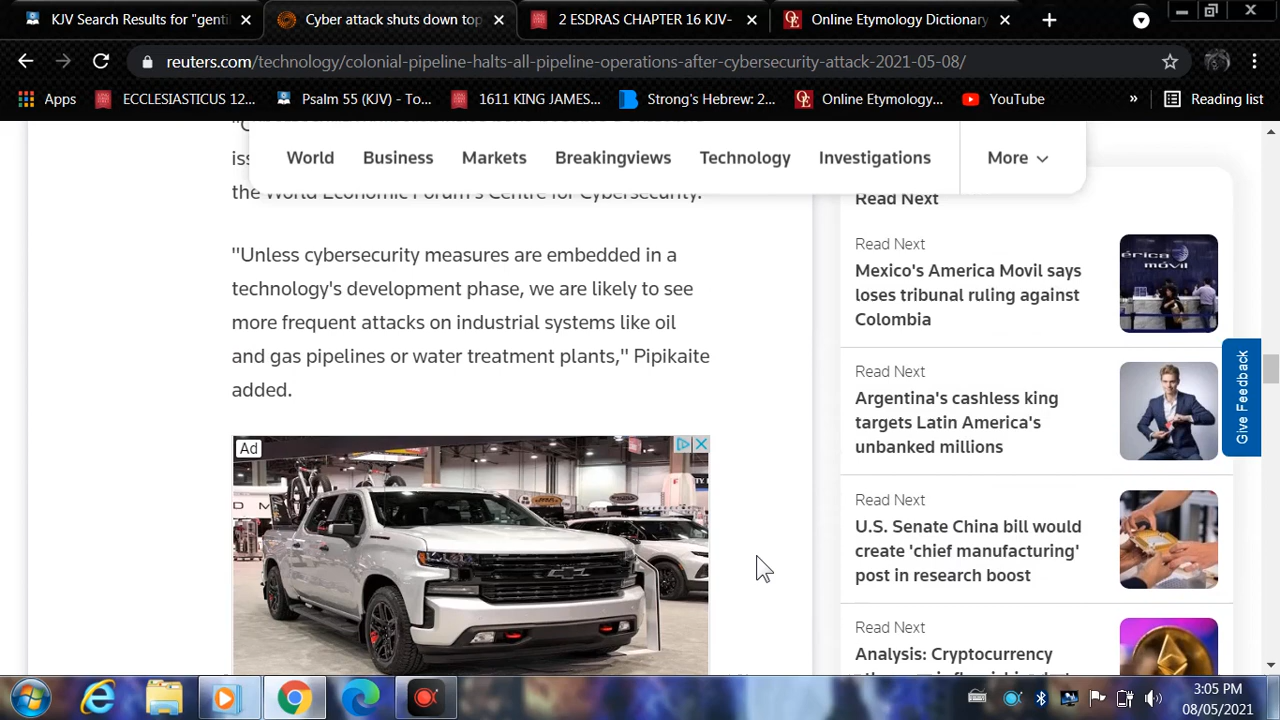 KJV Search Results for "genti
Cyber attack shuts down top
2 ESDRAS CHAPTER 16 KJV-
Online Etymology Dictionary
reuters.com/technology/colonial-pipeline-halts-all-pipeline-operations-after-cybersecurity-attack-2021-05-08/
Apps
ECCLESIASTICUS 12...
Psalm 55 (KJV) - To...
1611 KING JAMES...
Strong's Hebrew: 2...
Online Etymology...
YouTube
»
Reading list
World
Business
Markets
Breakingviews
Technology
Investigations
More
the World Economic Forum's Centre for Cybersecurity.
"Unless cybersecurity measures are embedded in a
technology's development phase, we are likely to see
more frequent attacks on industrial systems like oil
and gas pipelines or water treatment plants," Pipikaite
added.
Ad
Read Next
Read Next
Mexico's America Movil says
loses tribunal ruling against
Colombia
érica
móvil
Read Next
Argentina's cashless king
targets Latin America's
unbanked millions
Read Next
U.S. Senate China bill would
create 'chief manufacturing'
post in research boost
Read Next
Analysis: Cryptocurrency
Give Feedback
3:05 PM
08/05/2021